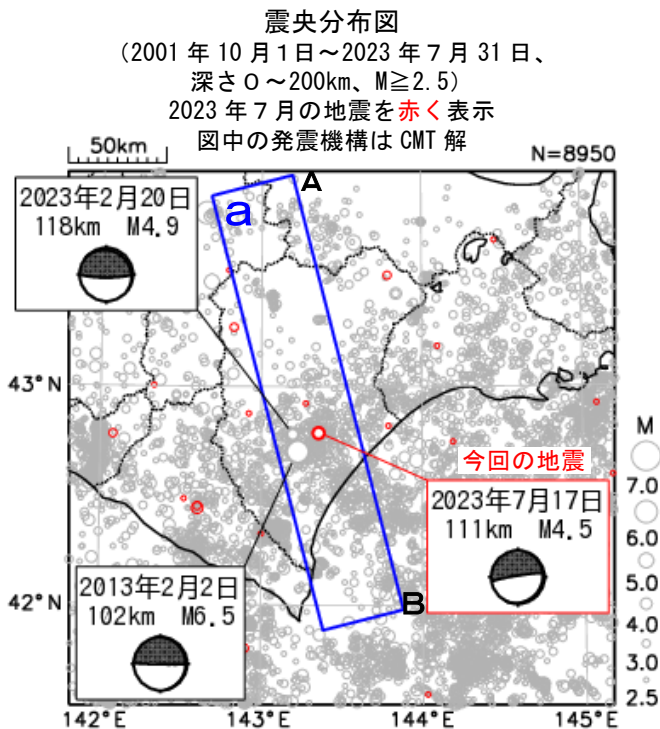 震央分布図
(2001 年 10 月1日～2023 年７月 31 日、
深さ０～200km、M≧2.5)
2023 年７月の地震を赤く表示
図中の発震機構は CMT 解
50km
N=8950
A
a
2023年2月20日
118km M4.9
43°N
M
今回の地震
7.0
2023年7月17日
111km M4.5
6.0
5.0
2013年2月2日
102km M6.5
42°N
B
4.0
3.0
2.5
142°E
143°E
144°E
145°E